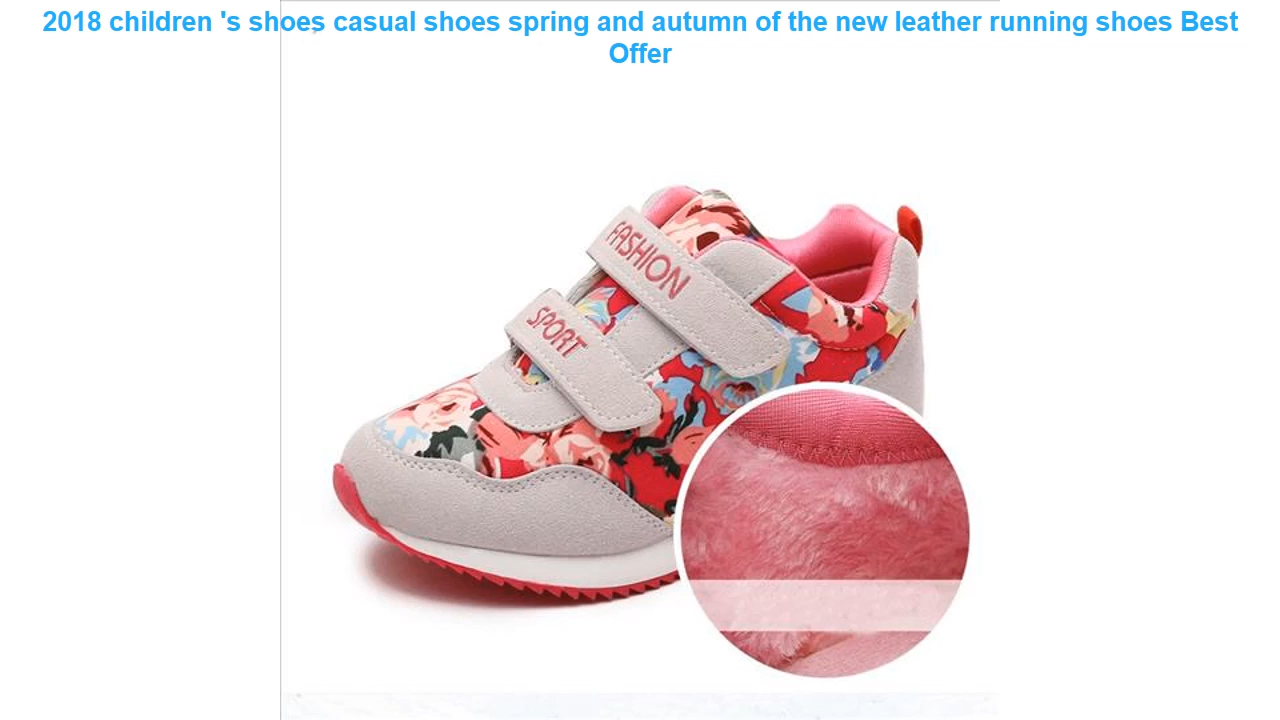 2018 children 's shoes casual shoes spring and autumn of the new leather running shoes Best
Offer
FASHION
SPORT